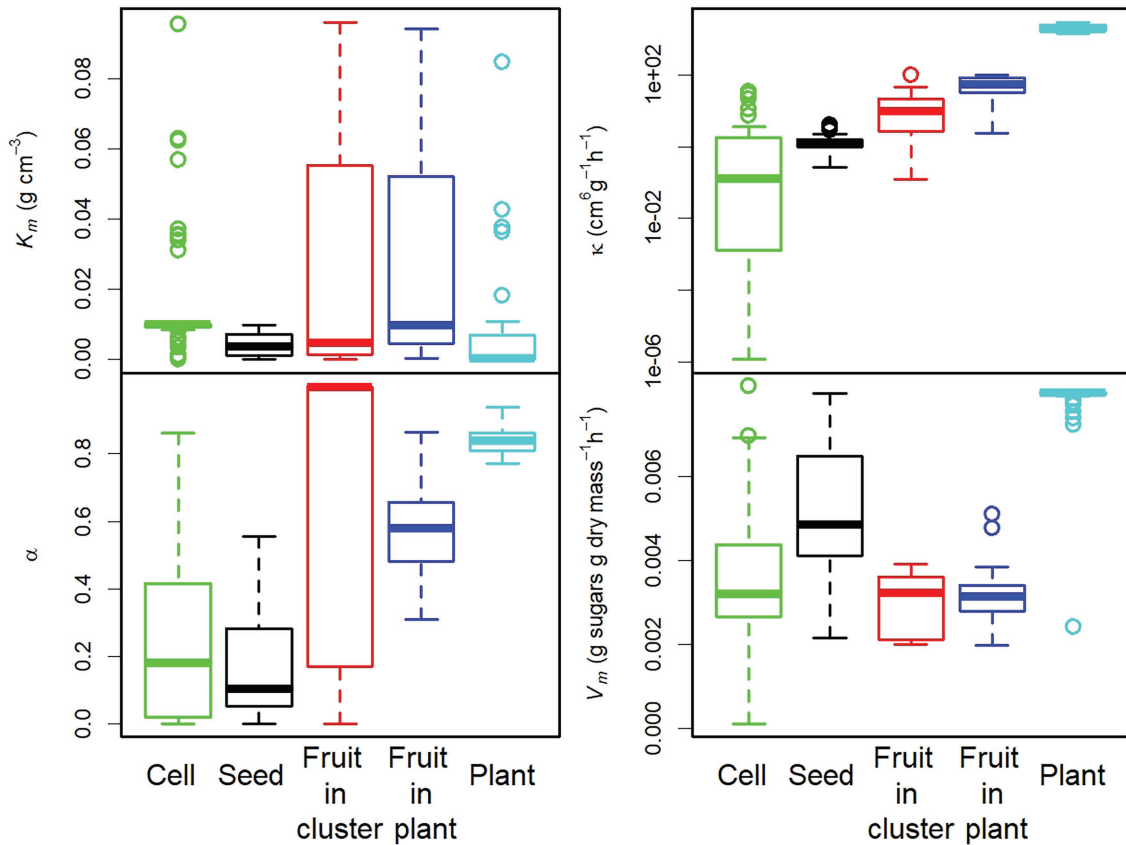 K_m (g cm⁻³)
0.08
0.06
0.04
0.02
0.00
κ (cm⁶g⁻¹h⁻¹)
1e+02
1e-02
1e-06
α
0.8
0.6
0.4
0.2
0.0
V_m (g sugars g dry mass⁻¹h⁻¹)
0.006
0.004
0.002
0.000
Cell Seed Fruit Fruit Plant
in in
cluster plant
Cell Seed Fruit Fruit Plant
in in
cluster plant